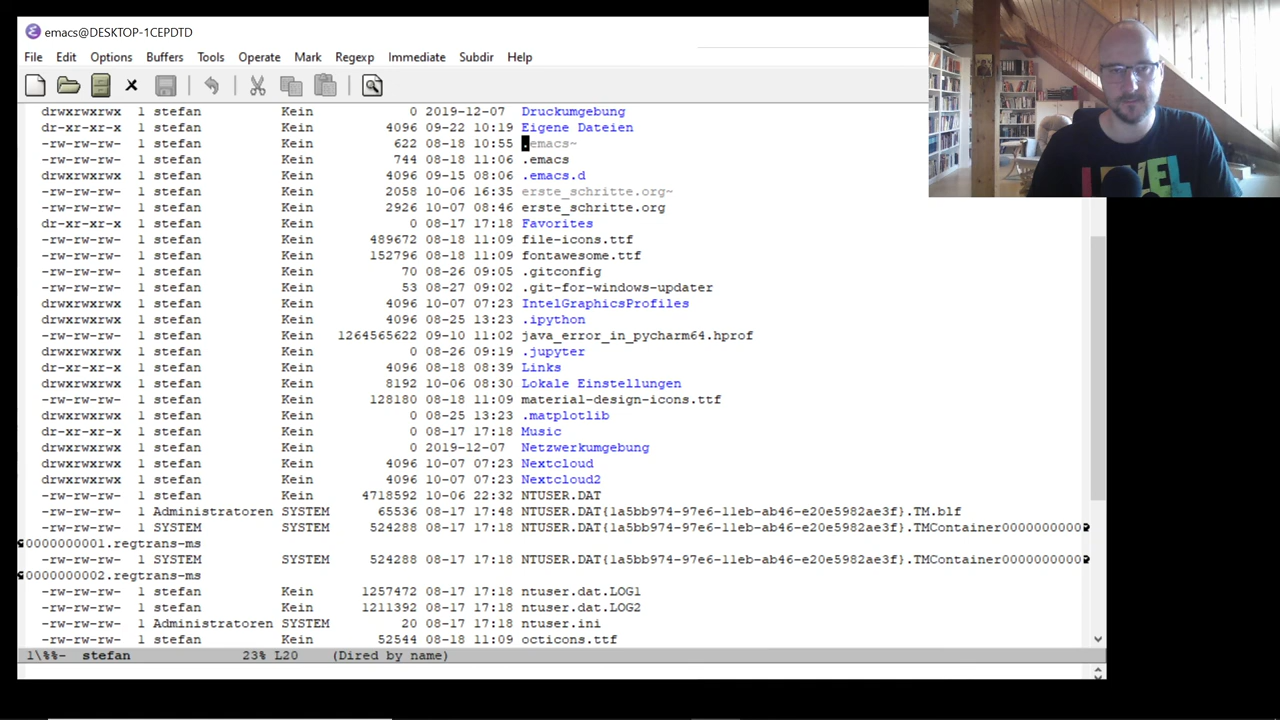 emacs@DESKTOP-1CEPDTD
File Edit Options Buffers Tools Operate Mark Regexp Immediate Subdir Help
drwxrwxrwx 1 stefan Kein 0 2019-12-07 Druckumgebung
dr-xr-xr-x 1 stefan Kein 4096 09-22 10:19 Eigene Dateien
-rw-rw-rw- 1 stefan Kein 622 08-18 10:55 .emacs~
-rw-rw-rw- 1 stefan Kein 744 08-18 11:06 .emacs
drwxrwxrwx 1 stefan Kein 4096 09-15 08:06 .emacs.d
-rw-rw-rw- 1 stefan Kein 2058 10-06 16:35 erste_schritte.org~
-rw-rw-rw- 1 stefan Kein 2926 10-07 08:46 erste_schritte.org
dr-xr-xr-x 1 stefan Kein 0 08-17 17:18 Favorites
-rw-rw-rw- 1 stefan Kein 489672 08-18 11:09 file-icons.ttf
-rw-rw-rw- 1 stefan Kein 152796 08-18 11:09 fontawesome.ttf
-rw-rw-rw- 1 stefan Kein 70 08-26 09:05 .gitconfig
-rw-rw-rw- 1 stefan Kein 53 08-27 09:02 .git-for-windows-updater
drwxrwxrwx 1 stefan Kein 4096 10-07 07:23 IntelGraphicsProfiles
drwxrwxrwx 1 stefan Kein 4096 08-25 13:23 .ipython
-rw-rw-rw- 1 stefan Kein 1264565622 09-10 11:02 java_error_in_pycharm64.hprof
drwxrwxrwx 1 stefan Kein 0 08-26 09:19 .jupyter
dr-xr-xr-x 1 stefan Kein 4096 08-18 08:39 Links
drwxrwxrwx 1 stefan Kein 8192 10-06 08:30 Lokale Einstellungen
-rw-rw-rw- 1 stefan Kein 128180 08-18 11:09 material-design-icons.ttf
drwxrwxrwx 1 stefan Kein 0 08-25 13:23 .matplotlib
dr-xr-xr-x 1 stefan Kein 0 08-17 17:18 Music
drwxrwxrwx 1 stefan Kein 0 2019-12-07 Netzwerkumgebung
drwxrwxrwx 1 stefan Kein 4096 10-07 07:23 Nextcloud
drwxrwxrwx 1 stefan Kein 4096 10-07 07:23 Nextcloud2
-rw-rw-rw- 1 stefan Kein 4718592 10-06 22:32 NTUSER.DAT
-rw-rw-rw- 1 Administratoren SYSTEM 65536 08-17 17:48 NTUSER.DAT{1a5bb974-97e6-11eb-ab46-e20e5982ae3f}.TM.blf
-rw-rw-rw- 1 SYSTEM SYSTEM 524288 08-17 17:18 NTUSER.DAT{1a5bb974-97e6-11eb-ab46-e20e5982ae3f}.TMContainer0000000000
0000000001.regtrans-ms
-rw-rw-rw- 1 SYSTEM SYSTEM 524288 08-17 17:18 NTUSER.DAT{1a5bb974-97e6-11eb-ab46-e20e5982ae3f}.TMContainer0000000000
0000000002.regtrans-ms
-rw-rw-rw- 1 stefan Kein 1257472 08-17 17:18 ntuser.dat.LOG1
-rw-rw-rw- 1 stefan Kein 1211392 08-17 17:18 ntuser.dat.LOG2
-rw-rw-rw- 1 Administratoren SYSTEM 20 08-17 17:18 ntuser.ini
-rw-rw-rw- 1 stefan Kein 52544 08-18 11:09 octicons.ttf
1\%%- stefan 23% L20 (Dired by name)
LEVEL